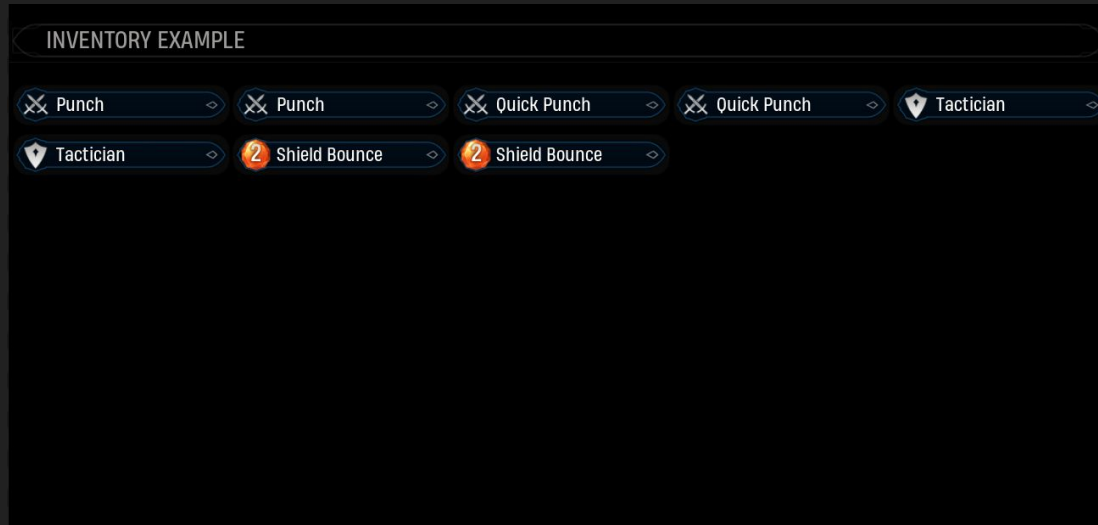 INVENTORY EXAMPLE
Punch Punch Quick Punch Quick Punch Tactician
Tactician 2 Shield Bounce 2 Shield Bounce